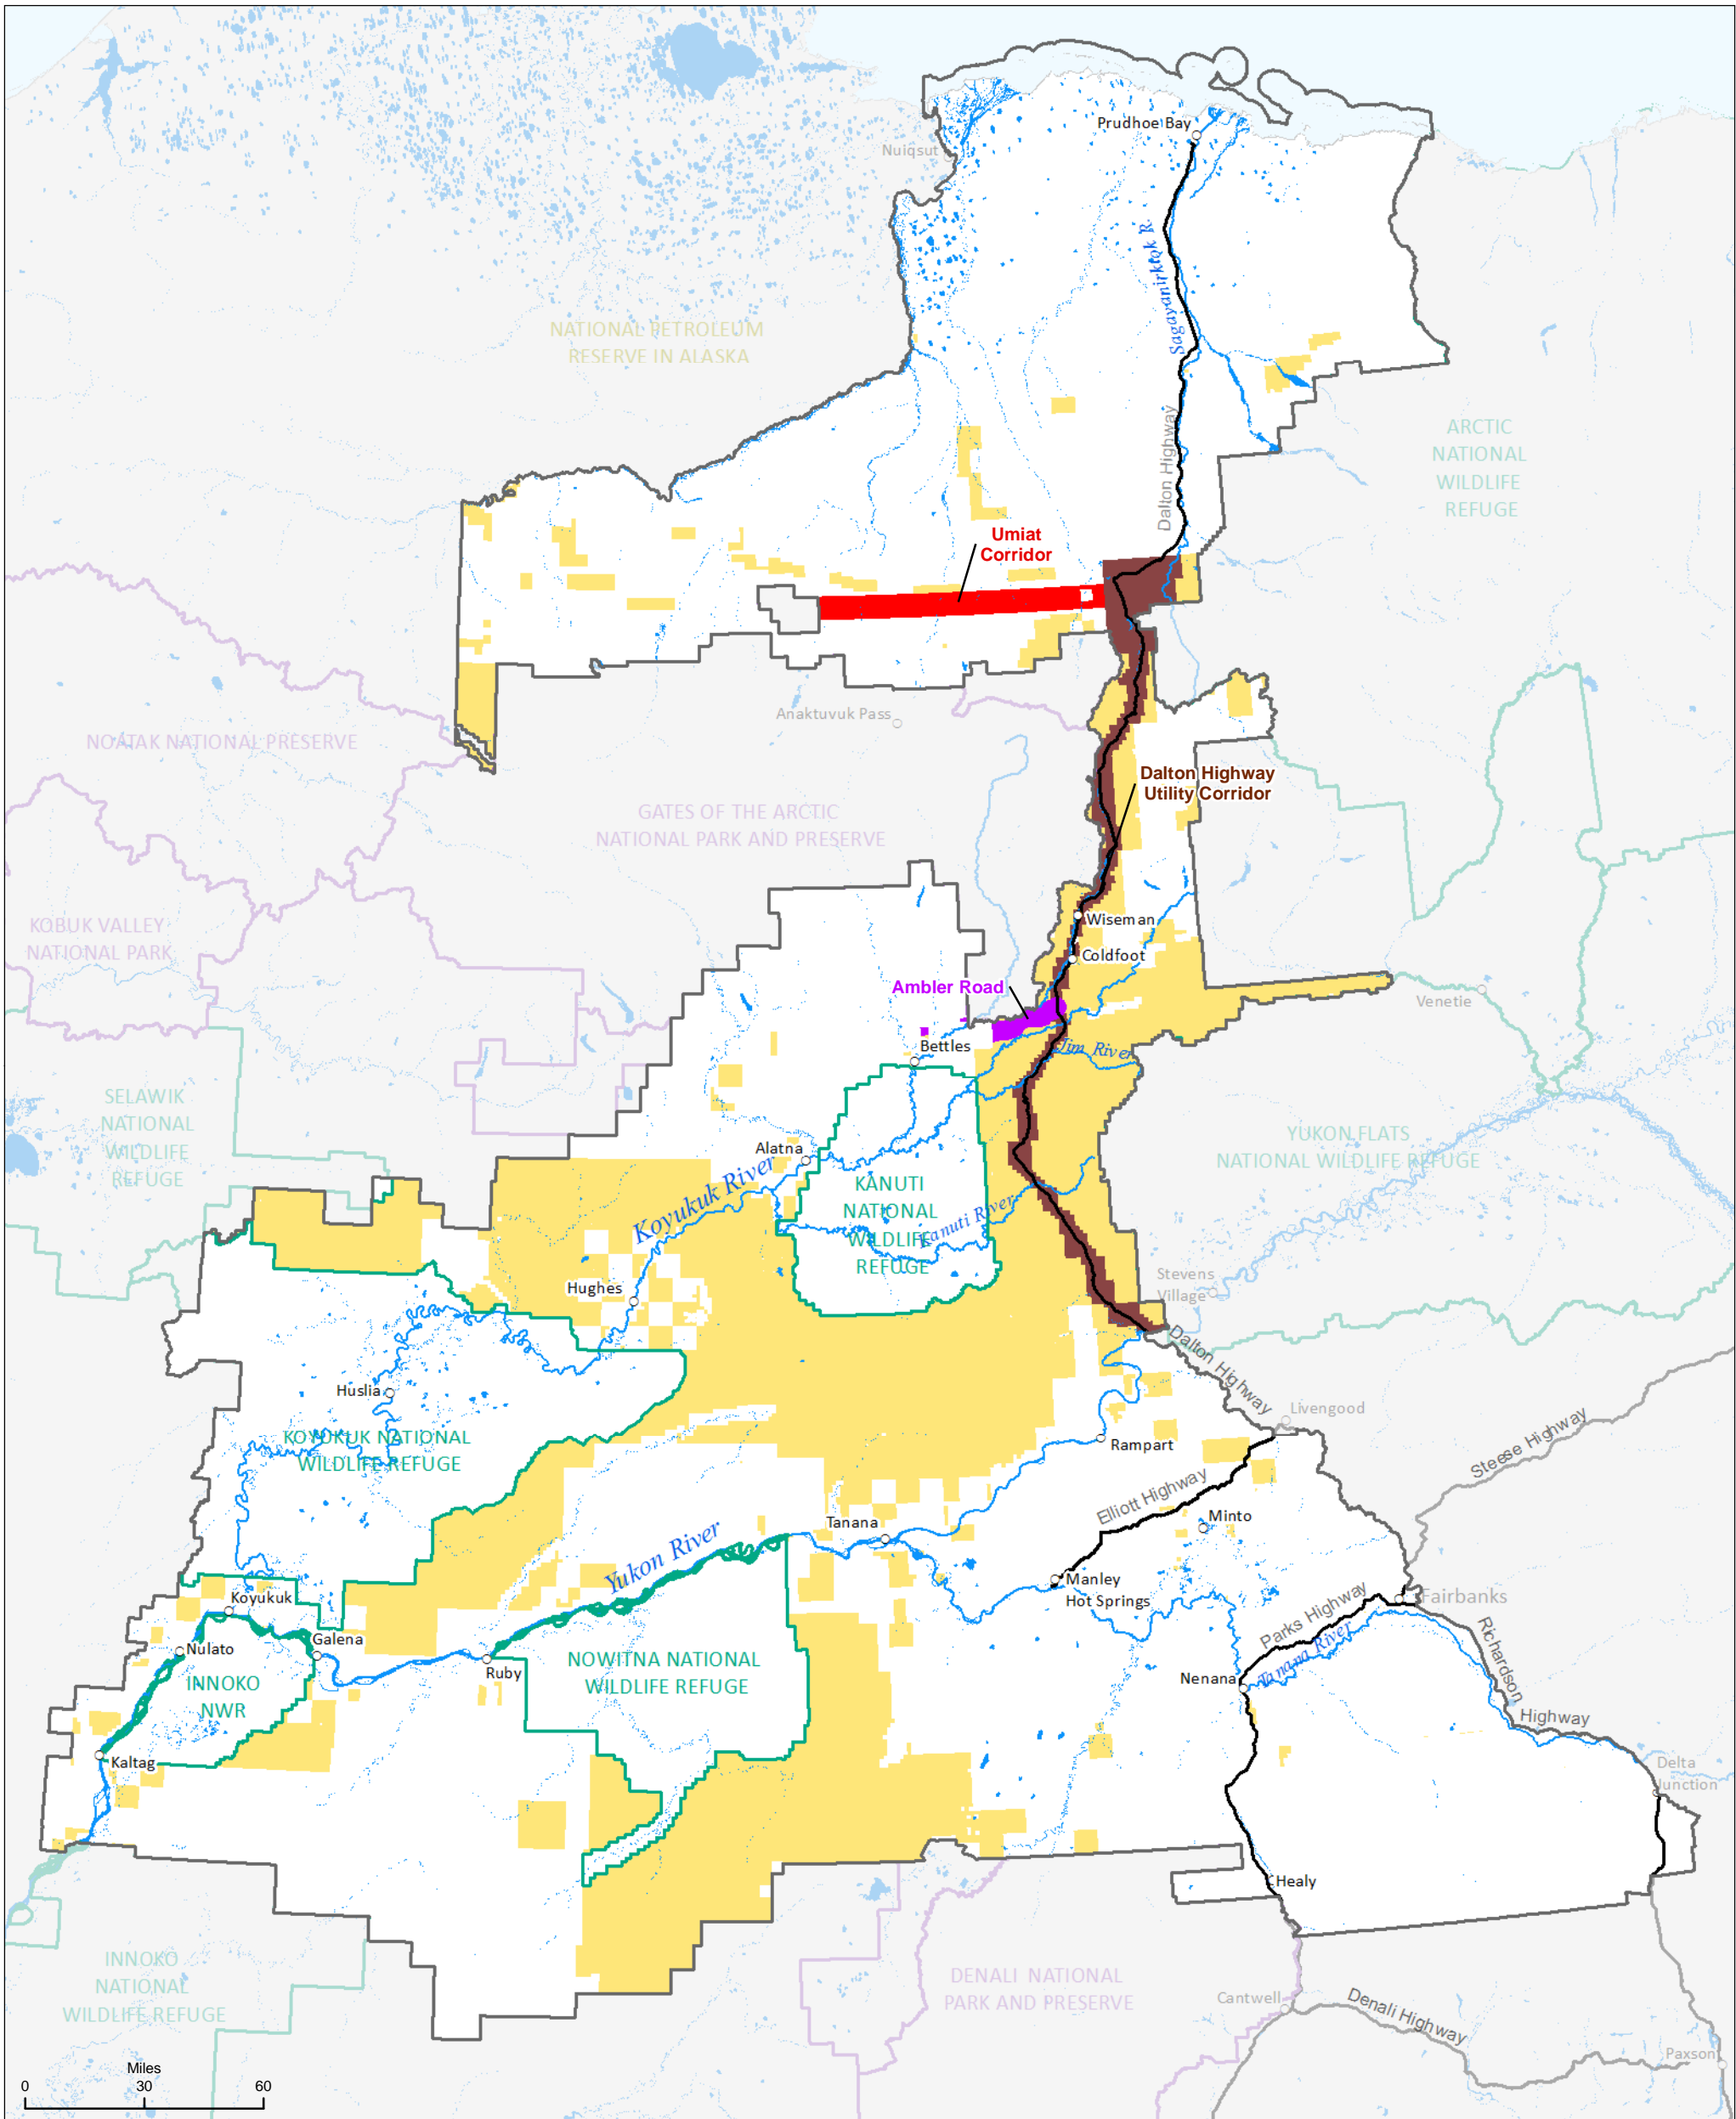 Prudhoe Bay
Nuiqsut
Sagavanirktok R.
NATIONAL PETROLEUM
RESERVE IN ALASKA
Dalton Highway
ARCTIC
NATIONAL
WILDLIFE
REFUGE
Umiat
Corridor
Anaktuvuk Pass
NOATAK NATIONAL PRESERVE
Dalton Highway
Utility Corridor
GATES OF THE ARCTIC
NATIONAL PARK AND PRESERVE
Wiseman
KOBUK VALLEY
NATIONAL PARK
Coldfoot
Ambler Road
Venetie
Bettles
Jim River
SELAWIK
NATIONAL
WILDLIFE
REFUGE
YUKON FLATS
NATIONAL WILDLIFE REFUGE
Alatna
Koyukuk River
KANUTI
NATIONAL
WILDLIFE
REFUGE
Kanuti River
Hughes
Stevens
Village
Dalton Highway
Huslia
Livengood
KOYUKUK NATIONAL
WILDLIFE REFUGE
Rampart
Steese Highway
Elliott Highway
Minto
Tanana
Yukon River
Manley
Hot Springs
Koyukuk
Fairbanks
Parks Highway
Tanana River
Richardson
Highway
Nulato
Galena
Ruby
NOWITNA NATIONAL
WILDLIFE REFUGE
INNOKO
NWR
Nenana
Kaltag
Delta
Junction
Healy
INNOKO
NATIONAL
WILDLIFE REFUGE
DENALI NATIONAL
PARK AND PRESERVE
Cantwell
Denali Highway
Paxson
Miles
0 30 60